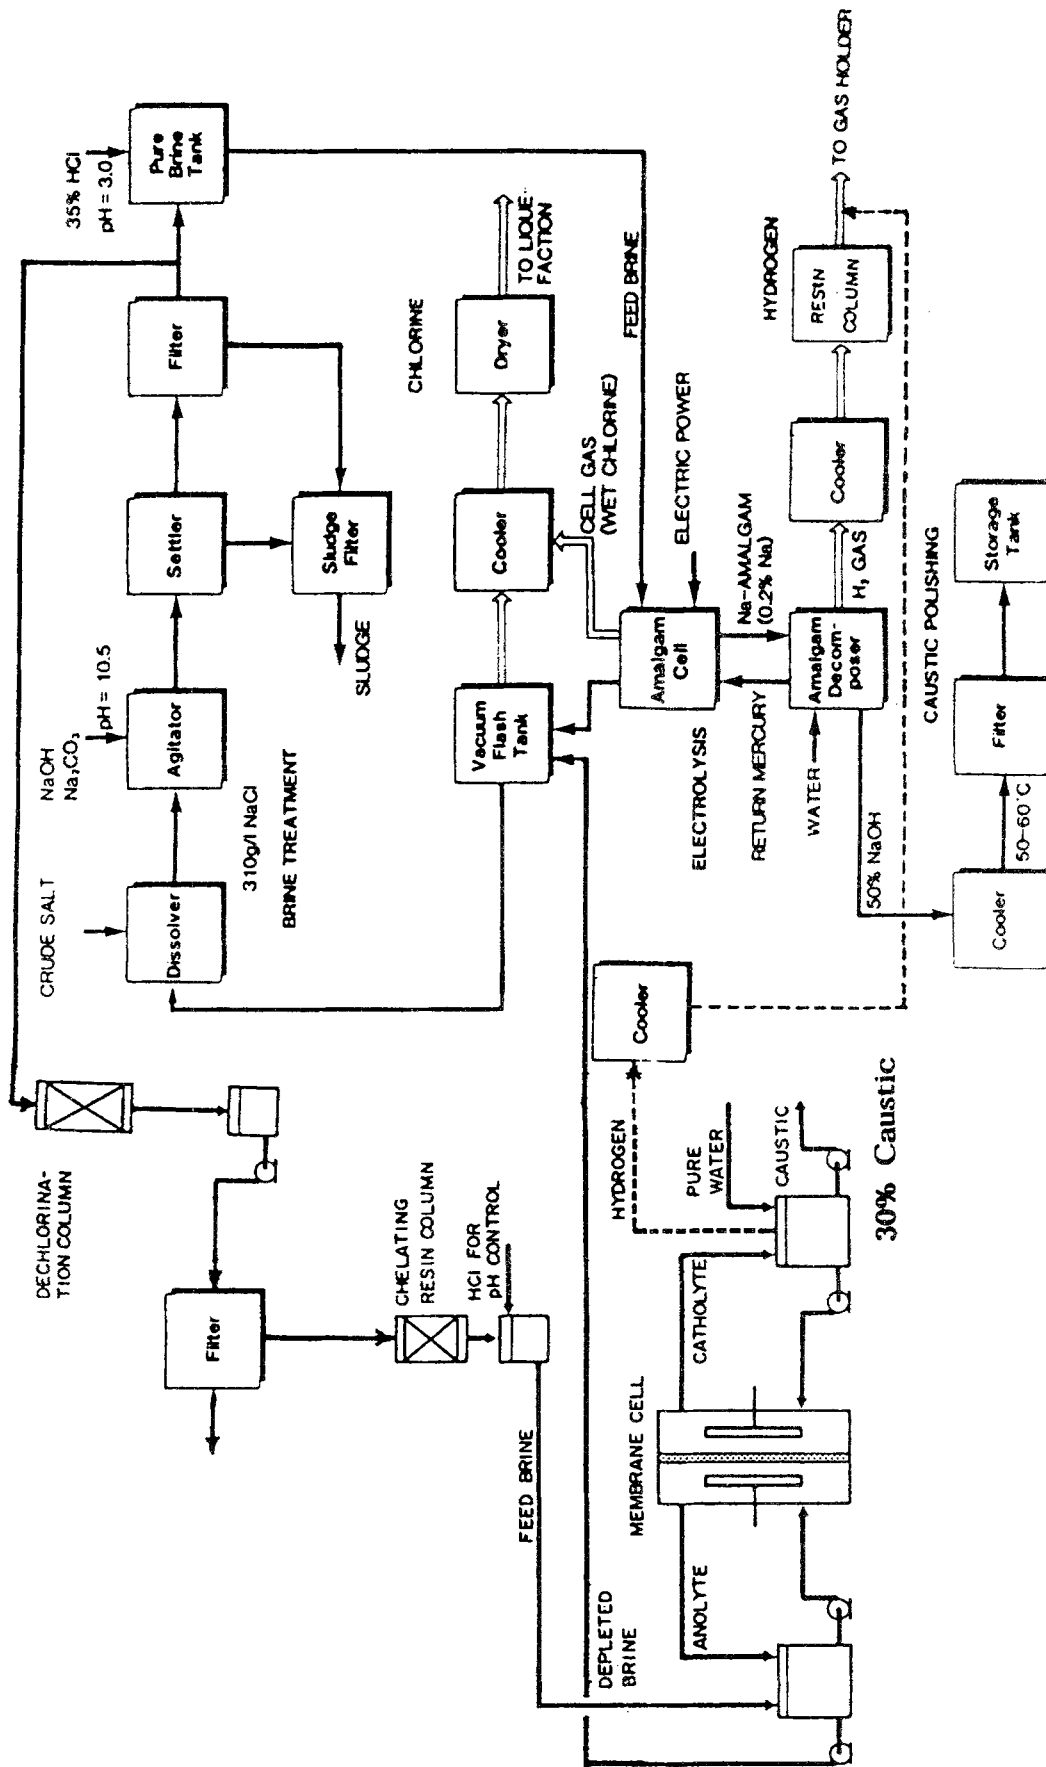 CRUDE SALT
Dissolver
310g/l NaCl
BRINE TREATMENT
NaOH
Na₂CO₃
pH = 10.5
Agitator
Settler
Filter
Sludge
Filter
SLUDGE
35% HCl
pH = 3.0
Pure
Brine
Tank
CHLORINE
Vacuum
Flash
Tank
Cooler
Dryer
TO LIQUE-
FACTION
CELL GAS
(WET CHLORINE)
FEED BRINE
ELECTROLYSIS
Amalgam
Cell
ELECTRIC POWER
RETURN MERCURY
Na-AMALGAM
(0.2% Na)
WATER
Amalgam
Decom-
poser
H₂ GAS
Cooler
HYDROGEN
RESIN
COLUMN
TO GAS HOLDER
50% NaOH
CAUSTIC POLISHING
Cooler
50-60°C
Filter
Storage
Tank
DECHLORINA-
TION COLUMN
Filter
CHELATING
RESIN COLUMN
HCl FOR
pH CONTROL
FEED BRINE
DEPLETED
BRINE
ANOLYTE
MEMBRANE CELL
CATHOLYTE
HYDROGEN
Cooler
PURE
WATER
CAUSTIC
30% Caustic